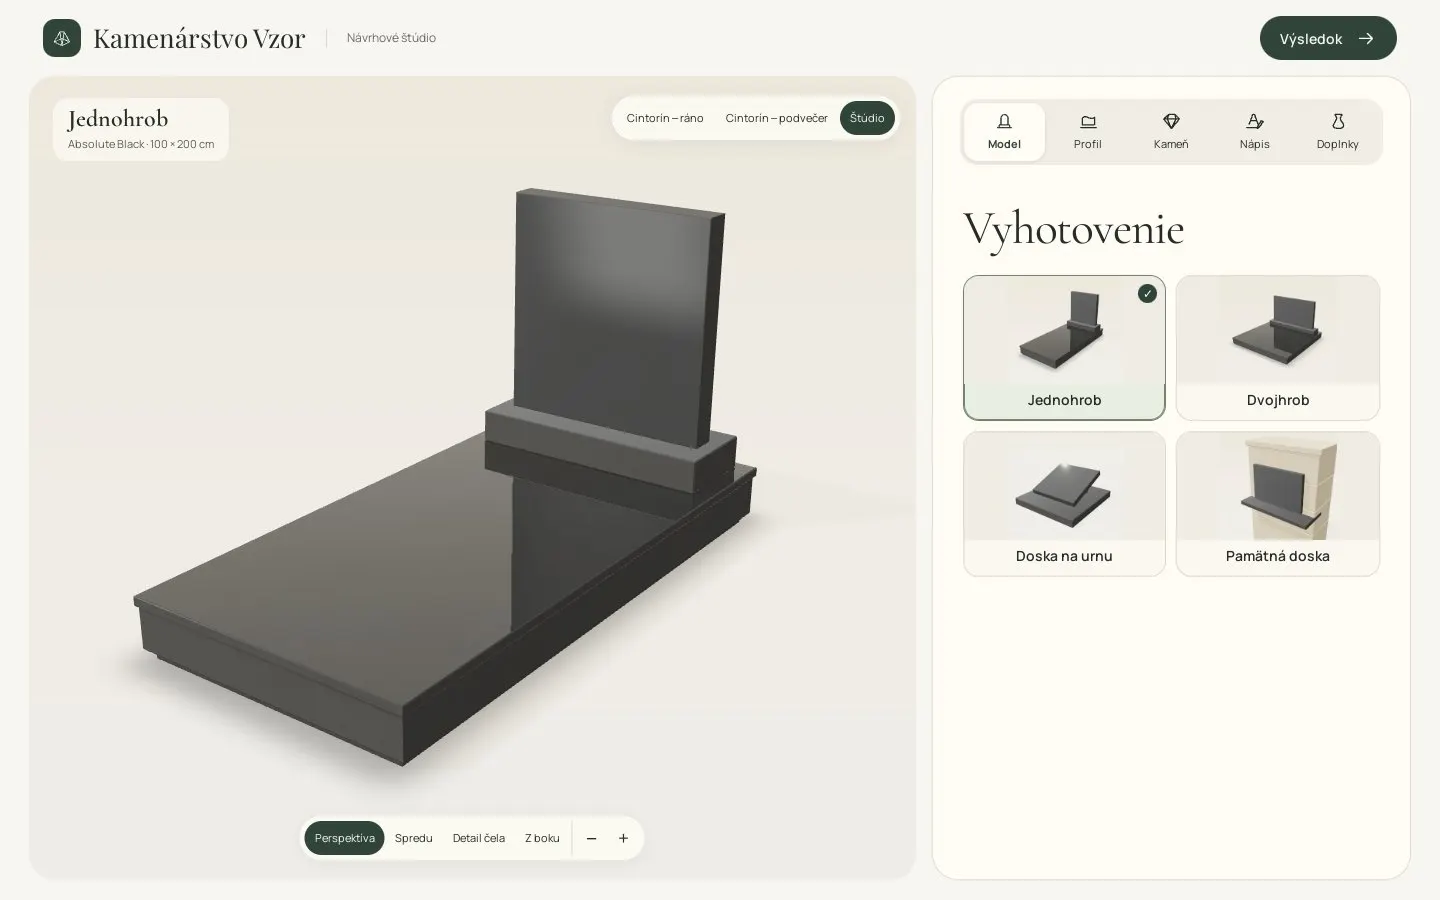 Kamenárstvo Vzor
Návrhové štúdio
Výsledok
Jednohrob
Absolute Black · 100 × 200 cm
Cintorín – ráno
Cintorín – podvečer
Štúdio
Model
Profil
Kameň
Nápis
Doplnky
Vyhotovenie
Jednohrob
Dvojhrob
Doska na urnu
Pamätná doska
Perspektíva
Spredu
Detail čela
Z boku